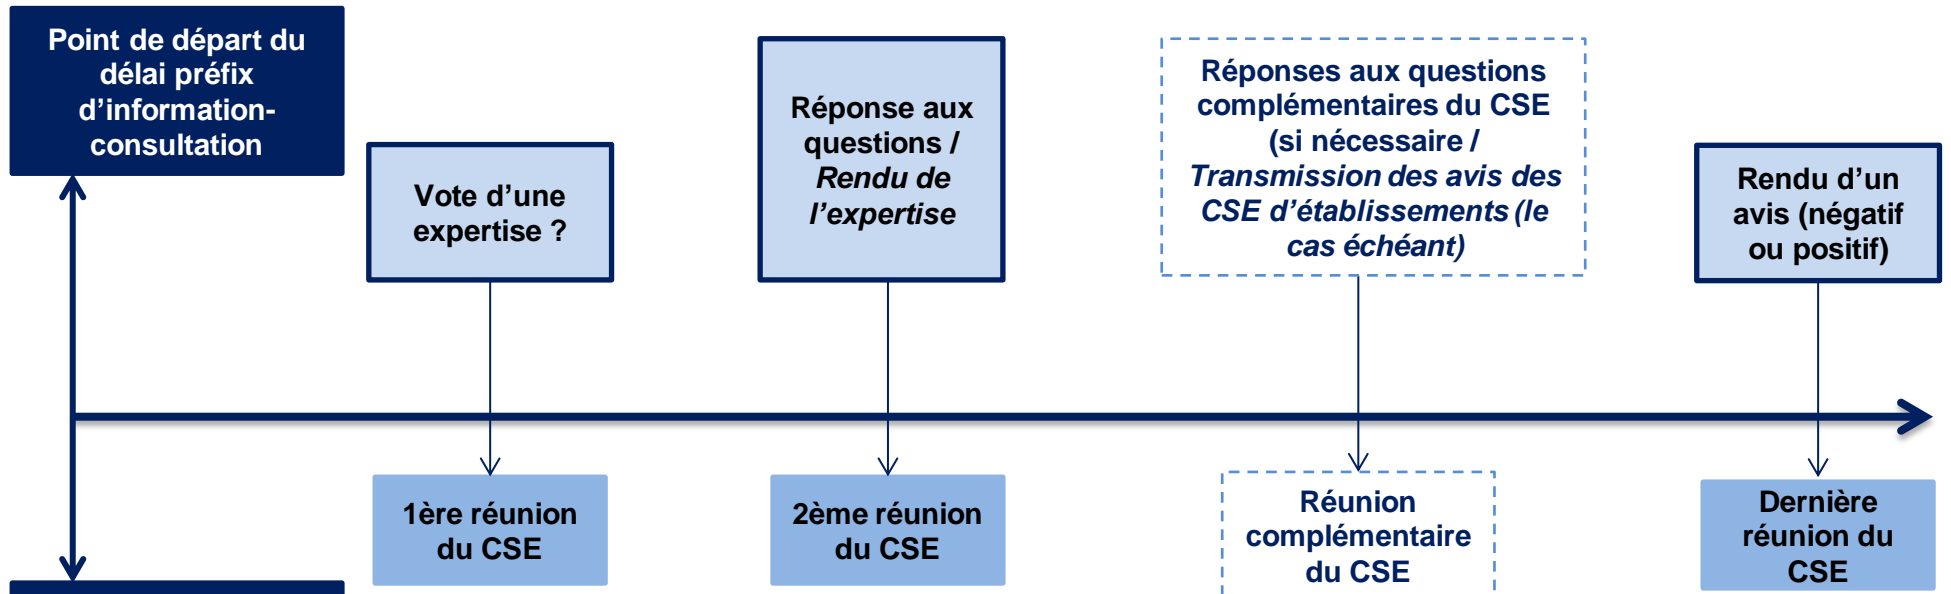 Point de départ du
délai préfix
d’information-
consultation
Vote d’une
expertise ?
Réponse aux
questions /
Rendu de
l’expertise
Réponses aux questions
complémentaires du CSE
(si nécessaire /
Transmission des avis des
CSE d’établissements (le
cas échéant)
Rendu d’un
avis (négatif
ou positif)
1ère réunion
du CSE
2ème réunion
du CSE
Réunion
complémentaire
du CSE
Dernière
réunion du
CSE